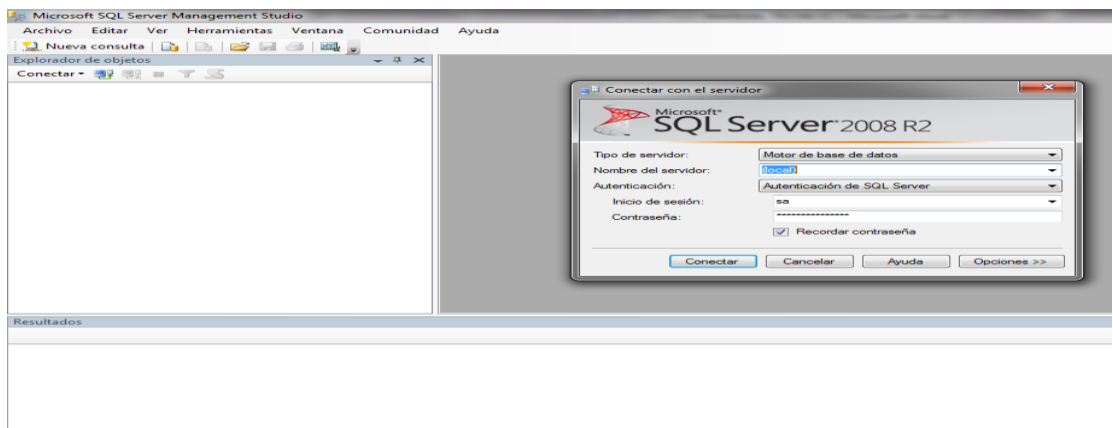 Microsoft SQL Server Management Studio
Archivo Editar Ver Herramientas Ventana Comunidad Ayuda
Nueva consulta
Explorador de objetos
Conectar
Conectar con el servidor
Microsoft
SQL Server 2008 R2
Tipo de servidor: Motor de base de datos
Nombre del servidor: (local)
Autenticación: Autenticación de SQL Server
Inicio de sesión: sa
Contraseña: ***************
Recordar contraseña
Conectar Cancelar Ayuda Opciones >>
Resultados